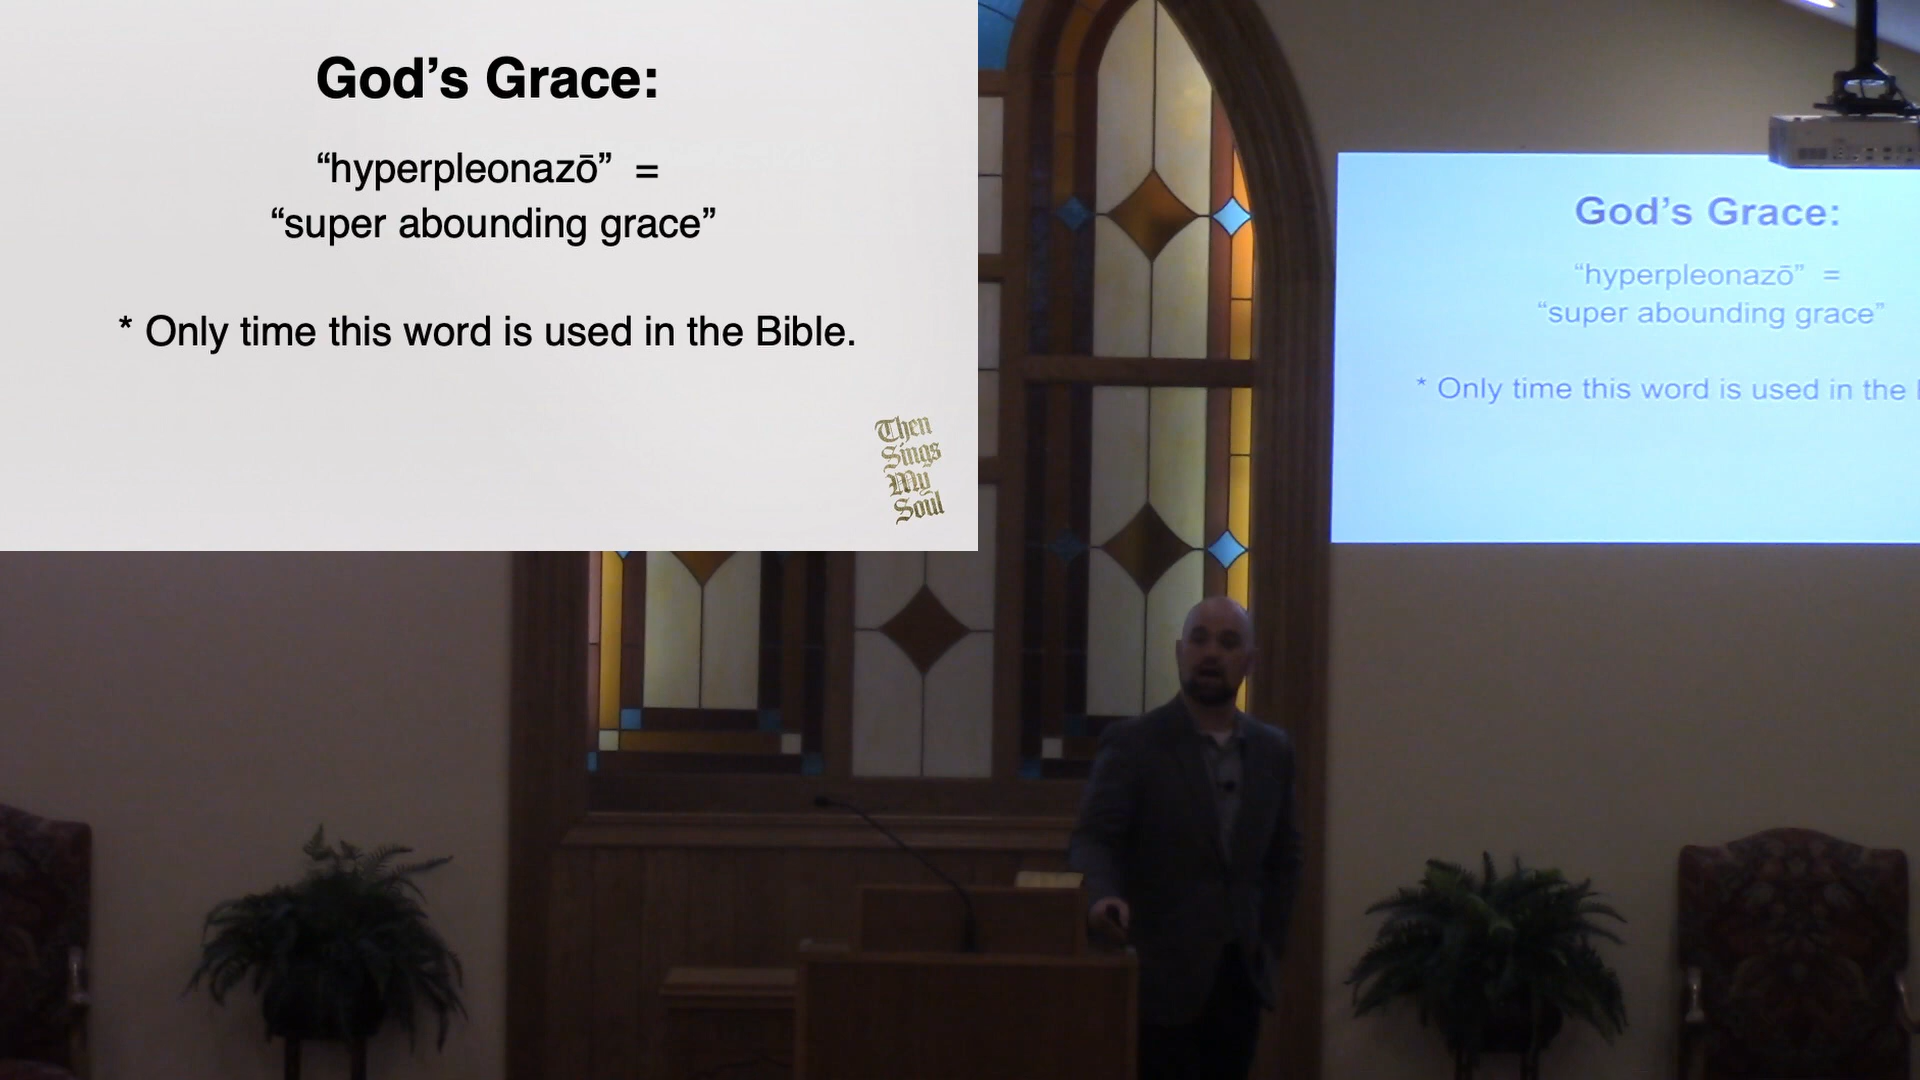 God’s Grace:
“hyperpleonazō” =
“super abounding grace”
* Only time this word is used in the Bible.
Then
Sings
My
Soul
God’s Grace:
“hyperpleonazō” =
“super abounding grace”
* Only time this word is used in the